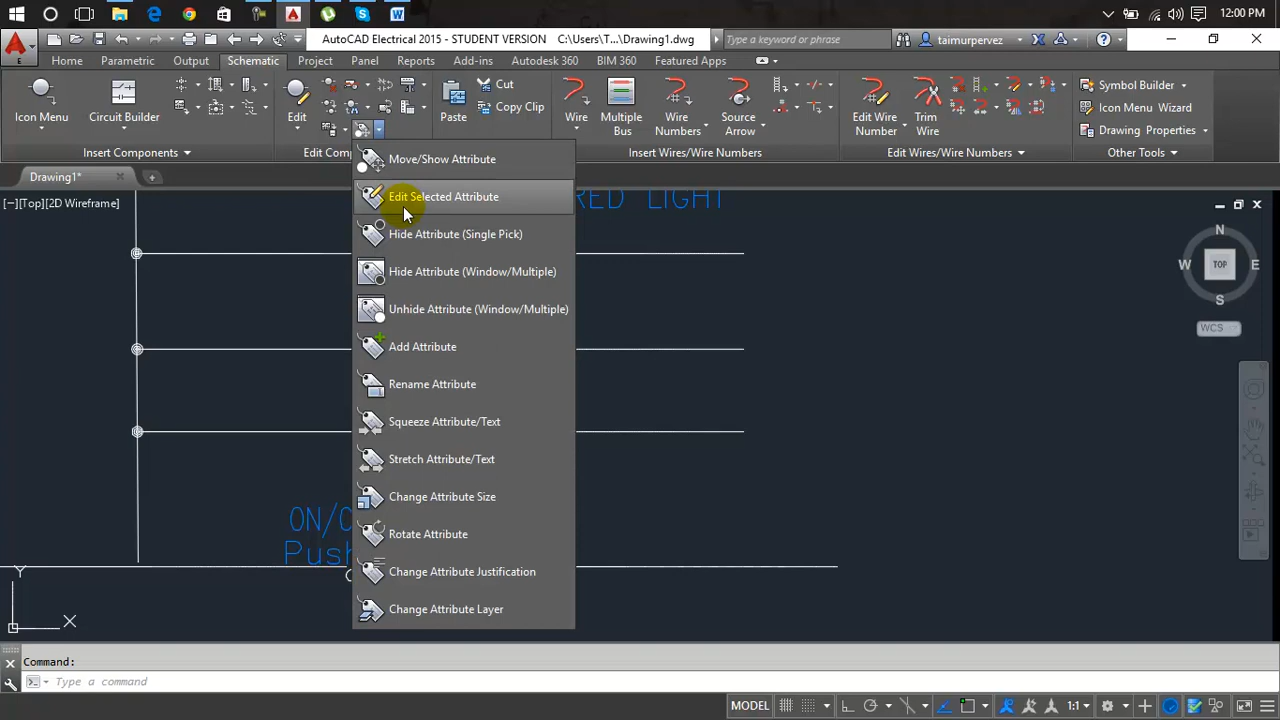 12:00 PM
AutoCAD Electrical 2015 - STUDENT VERSION C:\Users\T...\Drawing1.dwg
Type a keyword or phrase
taimurpervez
Home Parametric Output Schematic Project Panel Reports Add-ins Autodesk 360 BIM 360 Featured Apps
Icon Menu
Circuit Builder
Edit
Cut
Copy Clip
Paste
Wire
Multiple
Bus
Wire
Numbers
Source
Arrow
Edit Wire
Number
Trim
Wire
Symbol Builder
Icon Menu Wizard
Drawing Properties
Insert Components
Edit Comp
Insert Wires/Wire Numbers
Edit Wires/Wire Numbers
Other Tools
Drawing1*
[−][Top][2D Wireframe]
RED LIGHT
Move/Show Attribute
Edit Selected Attribute
Hide Attribute (Single Pick)
Hide Attribute (Window/Multiple)
Unhide Attribute (Window/Multiple)
Add Attribute
Rename Attribute
Squeeze Attribute/Text
Stretch Attribute/Text
Change Attribute Size
Rotate Attribute
Change Attribute Justification
Change Attribute Layer
N
W TOP E
S
WCS
ON/O
Push
Y
X
Command:
Type a command
MODEL
1:1